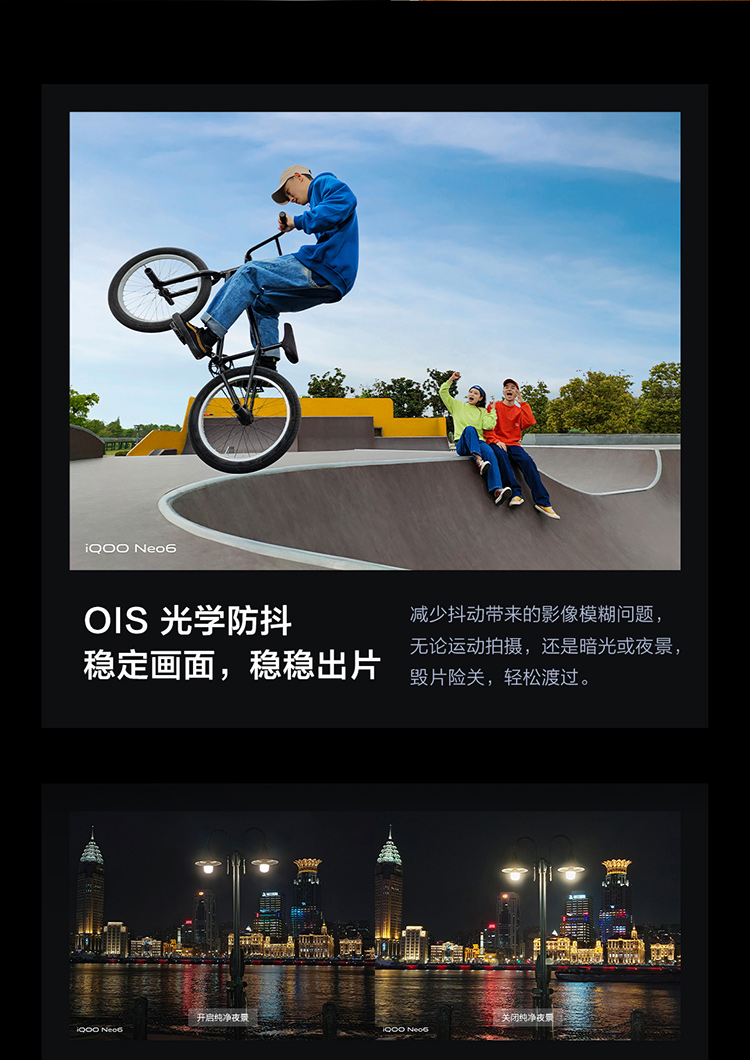 iQOO Neo6
OIS 光学防抖
稳定画面，稳稳出片
减少抖动带来的影像模糊问题，
无论运动拍摄，还是暗光或夜景，
毁片险关，轻松渡过。
开启纯净夜景
iQOO Neo6
关闭纯净夜景
iQOO Neo6